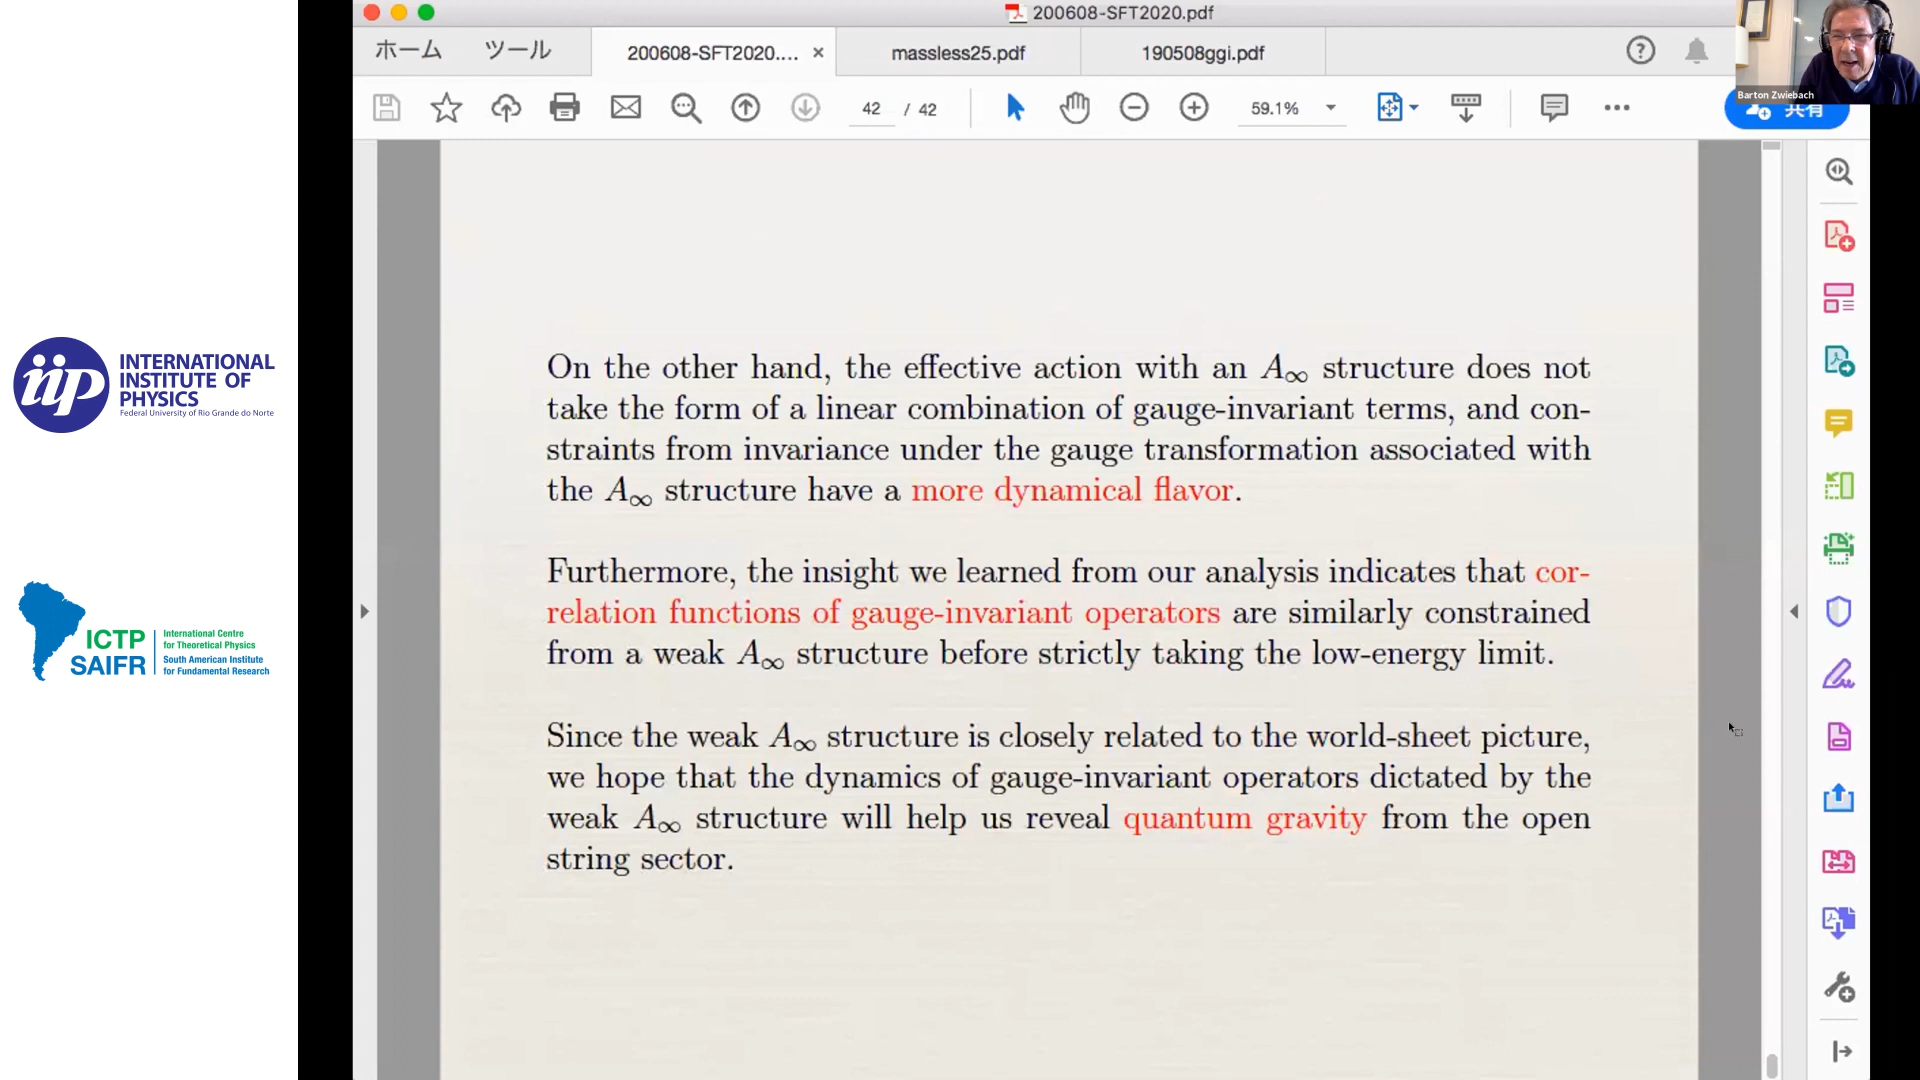 200608-SFT2020.pdf
ホーム ツール 200608-SFT2020.... × massless25.pdf 190508ggi.pdf
42 / 42 59.1% 共有
Barton Zwiebach
On the other hand, the effective action with an A∞ structure does not
take the form of a linear combination of gauge-invariant terms, and con-
straints from invariance under the gauge transformation associated with
the A∞ structure have a more dynamical flavor.
Furthermore, the insight we learned from our analysis indicates that cor-
relation functions of gauge-invariant operators are similarly constrained
from a weak A∞ structure before strictly taking the low-energy limit.
Since the weak A∞ structure is closely related to the world-sheet picture,
we hope that the dynamics of gauge-invariant operators dictated by the
weak A∞ structure will help us reveal quantum gravity from the open
string sector.
iip
INTERNATIONAL
INSTITUTE OF
PHYSICS
Federal University of Rio Grande do Norte
ICTP
SAIFR
International Centre
for Theoretical Physics
South American Institute
for Fundamental Research